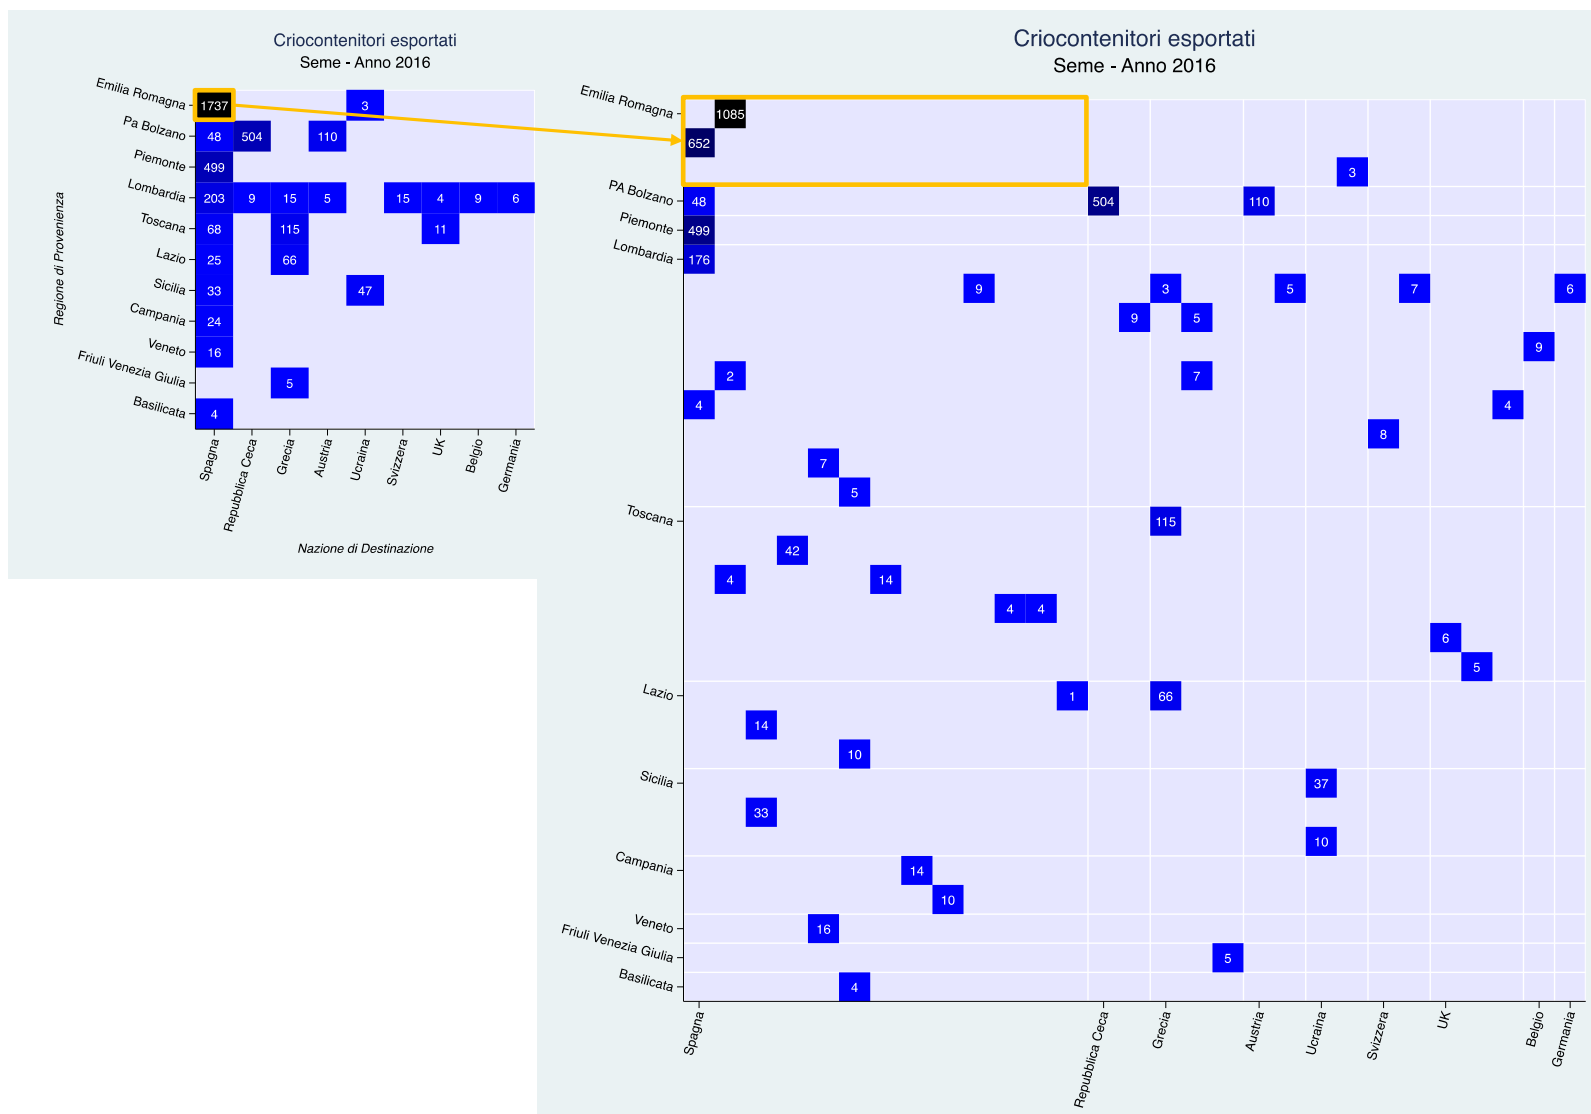 Criocontenitori esportati
Seme - Anno 2016
Regione di Provenienza
Emilia Romagna 1737 3
Pa Bolzano 48 504 110
Piemonte 499
Lombardia 203 9 15 5 15 4 9 6
Toscana 68 115 11
Lazio 25 66
Sicilia 33 47
Campania 24
Veneto 16
Friuli Venezia Giulia 5
Basilicata 4
Spagna Repubblica Ceca Grecia Austria Ucraina Svizzera UK Belgio Germania
Nazione di Destinazione
Criocontenitori esportati
Seme - Anno 2016
Emilia Romagna 1085
652
3
PA Bolzano 48 504 110
Piemonte 499
Lombardia 176
9 3 5 7 6
9 5
9
2 7
4 4
8
7
5
Toscana 115
42
4 14
4 4
6
5
Lazio 1 66
14
10
Sicilia 37
33
10
Campania 14
10
Veneto 16
Friuli Venezia Giulia 5
Basilicata 4
Spagna Repubblica Ceca Grecia Austria Ucraina Svizzera UK Belgio Germania